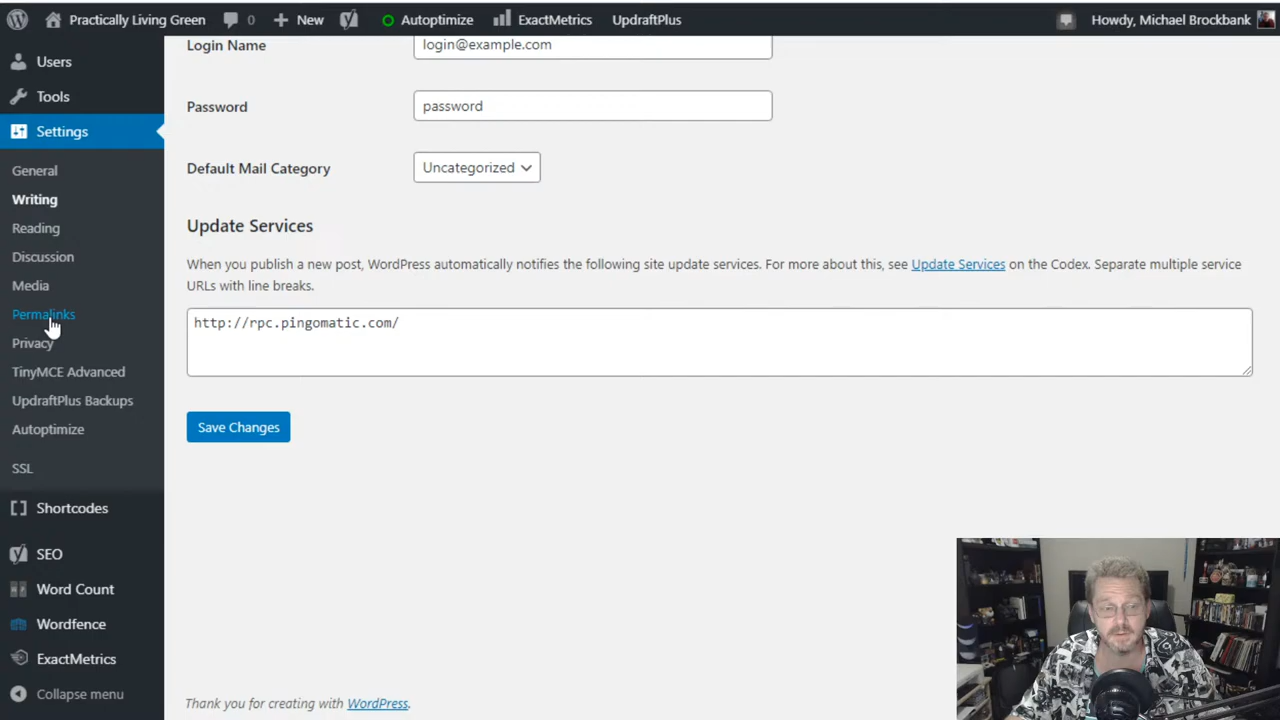 Practically Living Green 0 New Autoptimize ExactMetrics UpdraftPlus Howdy, Michael Brockbank
Users
Tools
Settings
General
Writing
Reading
Discussion
Media
Permalinks
Privacy
TinyMCE Advanced
UpdraftPlus Backups
Autoptimize
SSL
Shortcodes
SEO
Word Count
Wordfence
ExactMetrics
Collapse menu
Login Name login@example.com
Password password
Default Mail Category Uncategorized
Update Services
When you publish a new post, WordPress automatically notifies the following site update services. For more about this, see Update Services on the Codex. Separate multiple service
URLs with line breaks.
http://rpc.pingomatic.com/
Save Changes
Thank you for creating with WordPress.